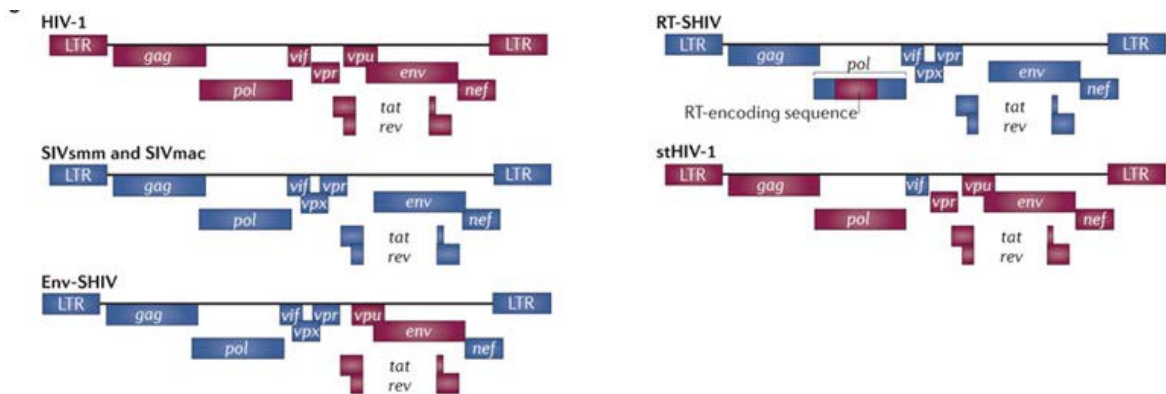 HIV-1
LTR gag vif vpu LTR
vpr env
pol nef
tat
rev
SIVsmm and SIVmac
LTR gag vif vpr LTR
vpx env
pol nef
tat
rev
Env-SHIV
LTR gag vif vpr vpu LTR
vpx env
pol nef
tat
rev
RT-SHIV
LTR gag vif vpr LTR
pol vpx env
nef
RT-encoding sequence
tat
rev
stHIV-1
LTR gag vif vpu LTR
vpr env
pol nef
tat
rev